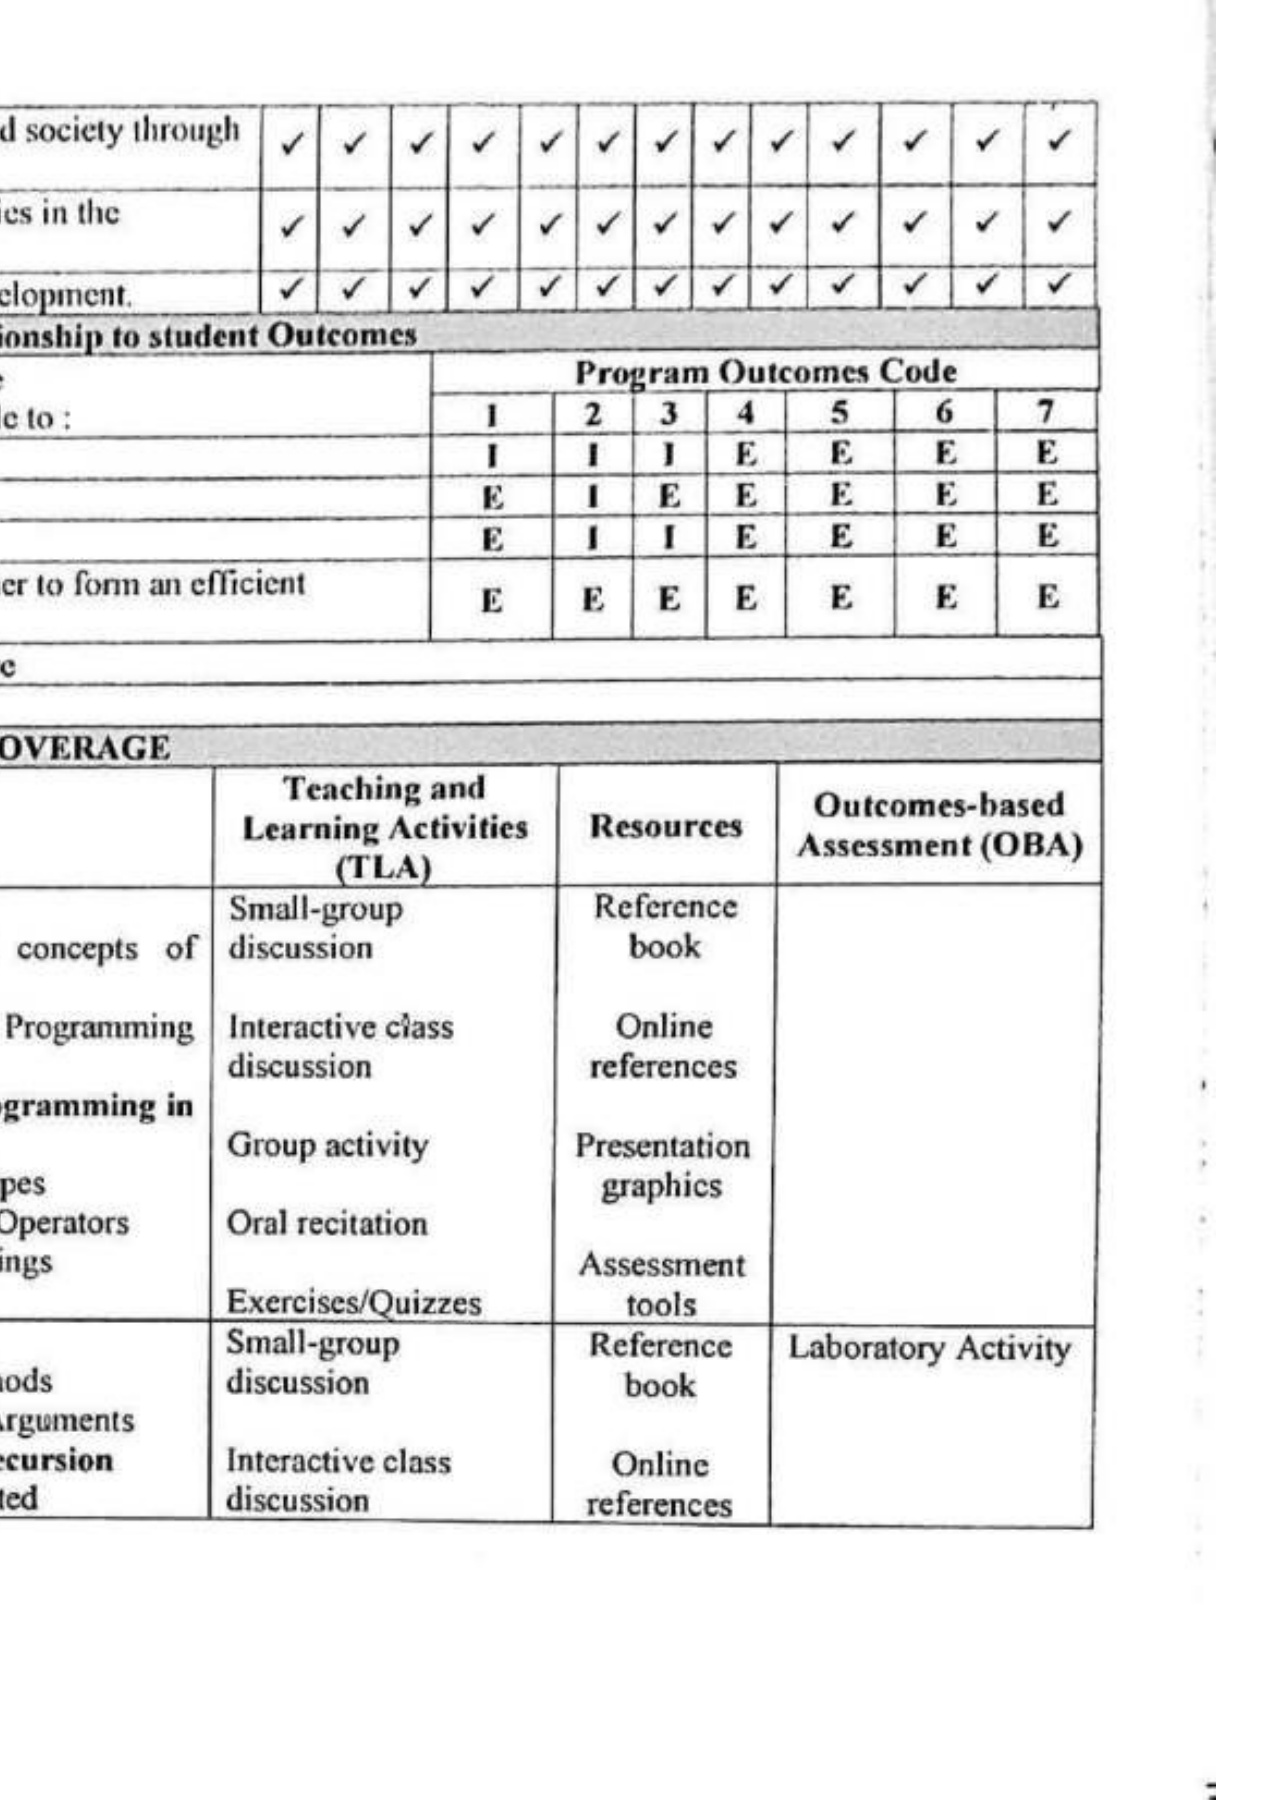 d society through ✓ ✓ ✓ ✓ ✓ ✓ ✓ ✓ ✓ ✓ ✓ ✓ ✓
ies in the ✓ ✓ ✓ ✓ ✓ ✓ ✓ ✓ ✓ ✓ ✓ ✓ ✓
elopment. ✓ ✓ ✓ ✓ ✓ ✓ ✓ ✓ ✓ ✓ ✓ ✓ ✓
ionship to student Outcomes
e
Program Outcomes Code
le to :
1 2 3 4 5 6 7
I I I E E E E
E I E E E E E
E I I E E E E
er to form an efficient
E E E E E E E
e
OVERAGE
Teaching and
Learning Activities
(TLA)
Resources
Outcomes-based
Assessment (OBA)
concepts of
Programming
ogramming in
pes
Operators
ings
Small-group
discussion
Interactive class
discussion
Group activity
Oral recitation
Exercises/Quizzes
Reference
book
Online
references
Presentation
graphics
Assessment
tools
ods
Arguments
ecursion
ted
Small-group
discussion
Interactive class
discussion
Reference
book
Online
references
Laboratory Activity